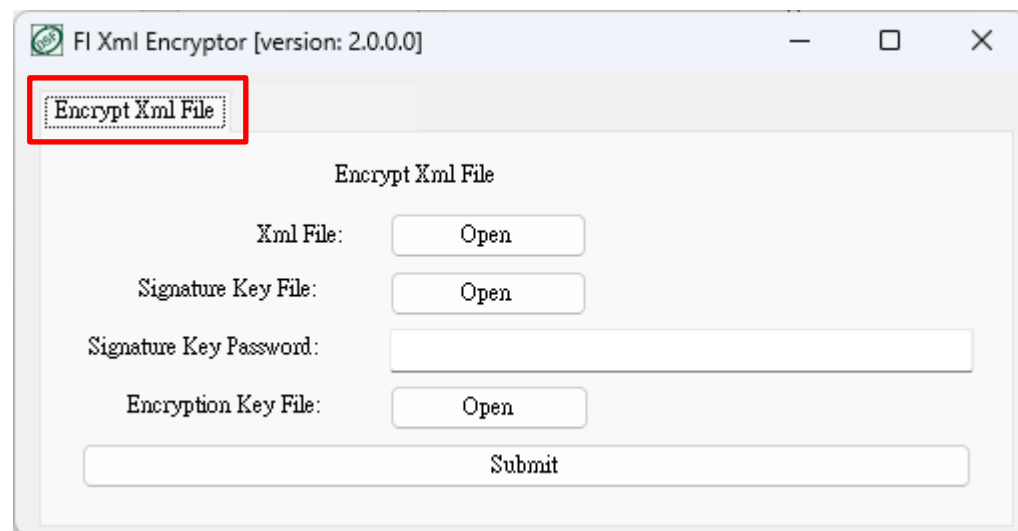 FI Xml Encryptor [version: 2.0.0.0]
Encrypt Xml File
Encrypt Xml File
Xml File: Open
Signature Key File: Open
Signature Key Password:
Encryption Key File: Open
Submit